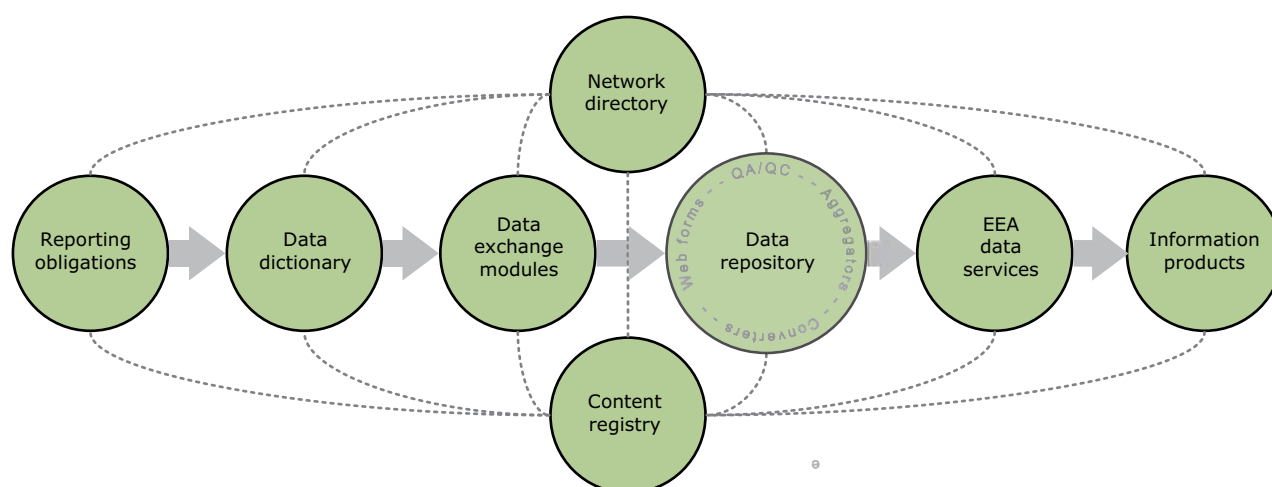 Network
directory
Reporting
obligations
Data
dictionary
Data
exchange
modules
Web forms - - QA/QC - - Aggregators - - Converters - -
Data
repository
EEA
data
services
Information
products
Content
registry
e